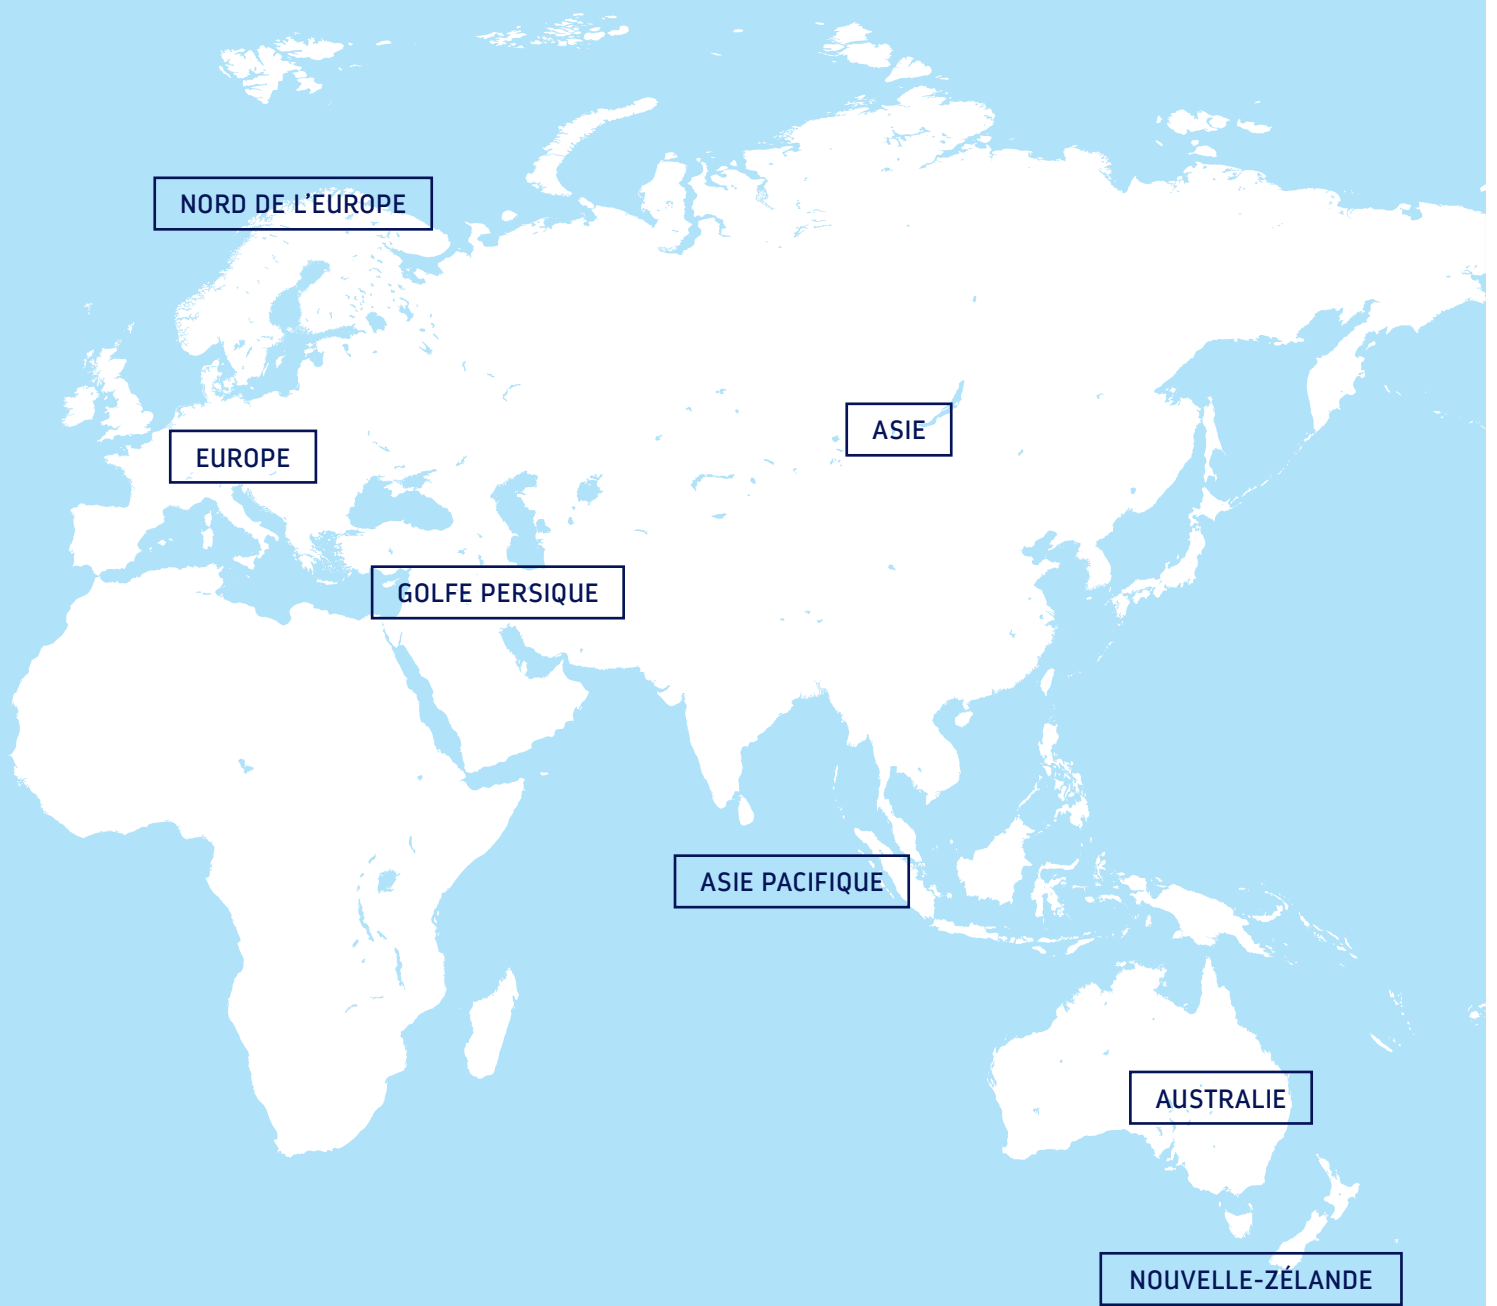 NORD DE L'EUROPE
ASIE
EUROPE
GOLFE PERSIQUE
ASIE PACIFIQUE
AUSTRALIE
NOUVELLE-ZÉLANDE